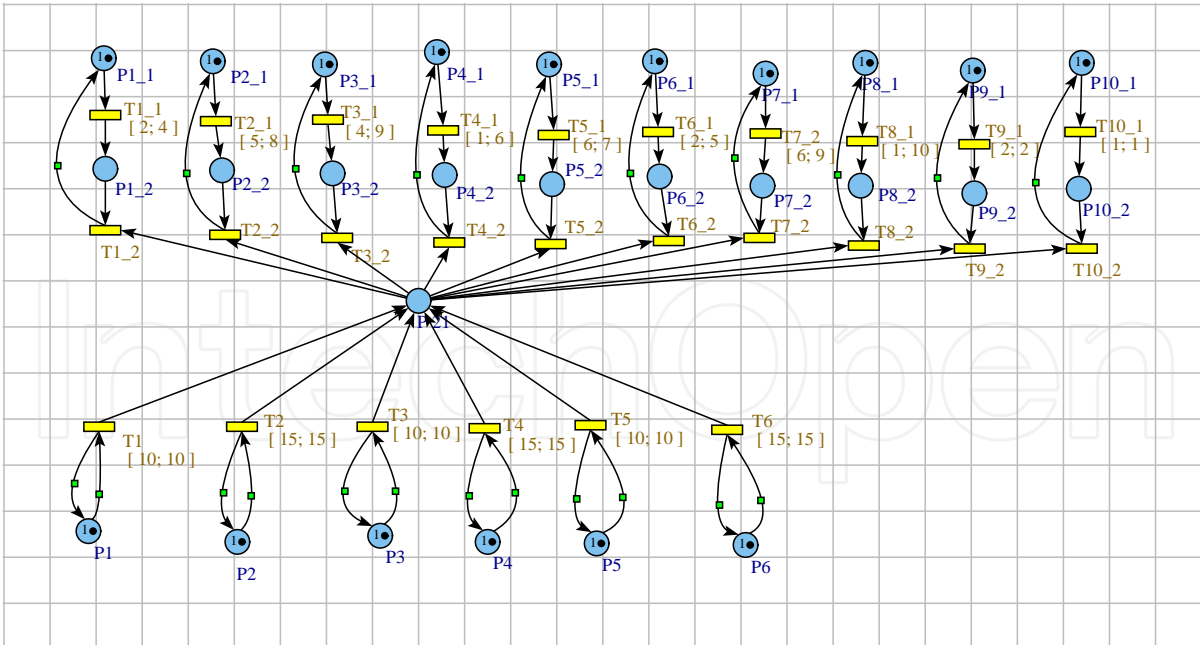 1 1 1 1 1 1 1 1 1 1
P1_1 P2_1 P3_1 P4_1 P5_1 P6_1 P7_1 P8_1 P9_1 P10_1
T1_1 T2_1 T3_1 T4_1 T5_1 T6_1 T7_2 T8_1 T9_1 T10_1
[ 2; 4 ] [ 5; 8 ] [ 4; 9 ] [ 1; 6 ] [ 6; 7 ] [ 2; 5 ] [ 6; 9 ] [ 1; 10 ] [ 2; 2 ] [ 1; 1 ]
P1_2 P2_2 P3_2 P4_2 P5_2 P6_2 P7_2 P8_2 P9_2 P10_2
T1_2 T2_2 T3_2 T4_2 T5_2 T6_2 T7_2 T8_2 T9_2 T10_2
P21
IntechOpen
T1 T2 T3 T4 T5 T6
[ 10; 10 ] [ 15; 15 ] [ 10; 10 ] [ 15; 15 ] [ 10; 10 ] [ 15; 15 ]
1 1 1 1 1 1
P1 P2 P3 P4 P5 P6